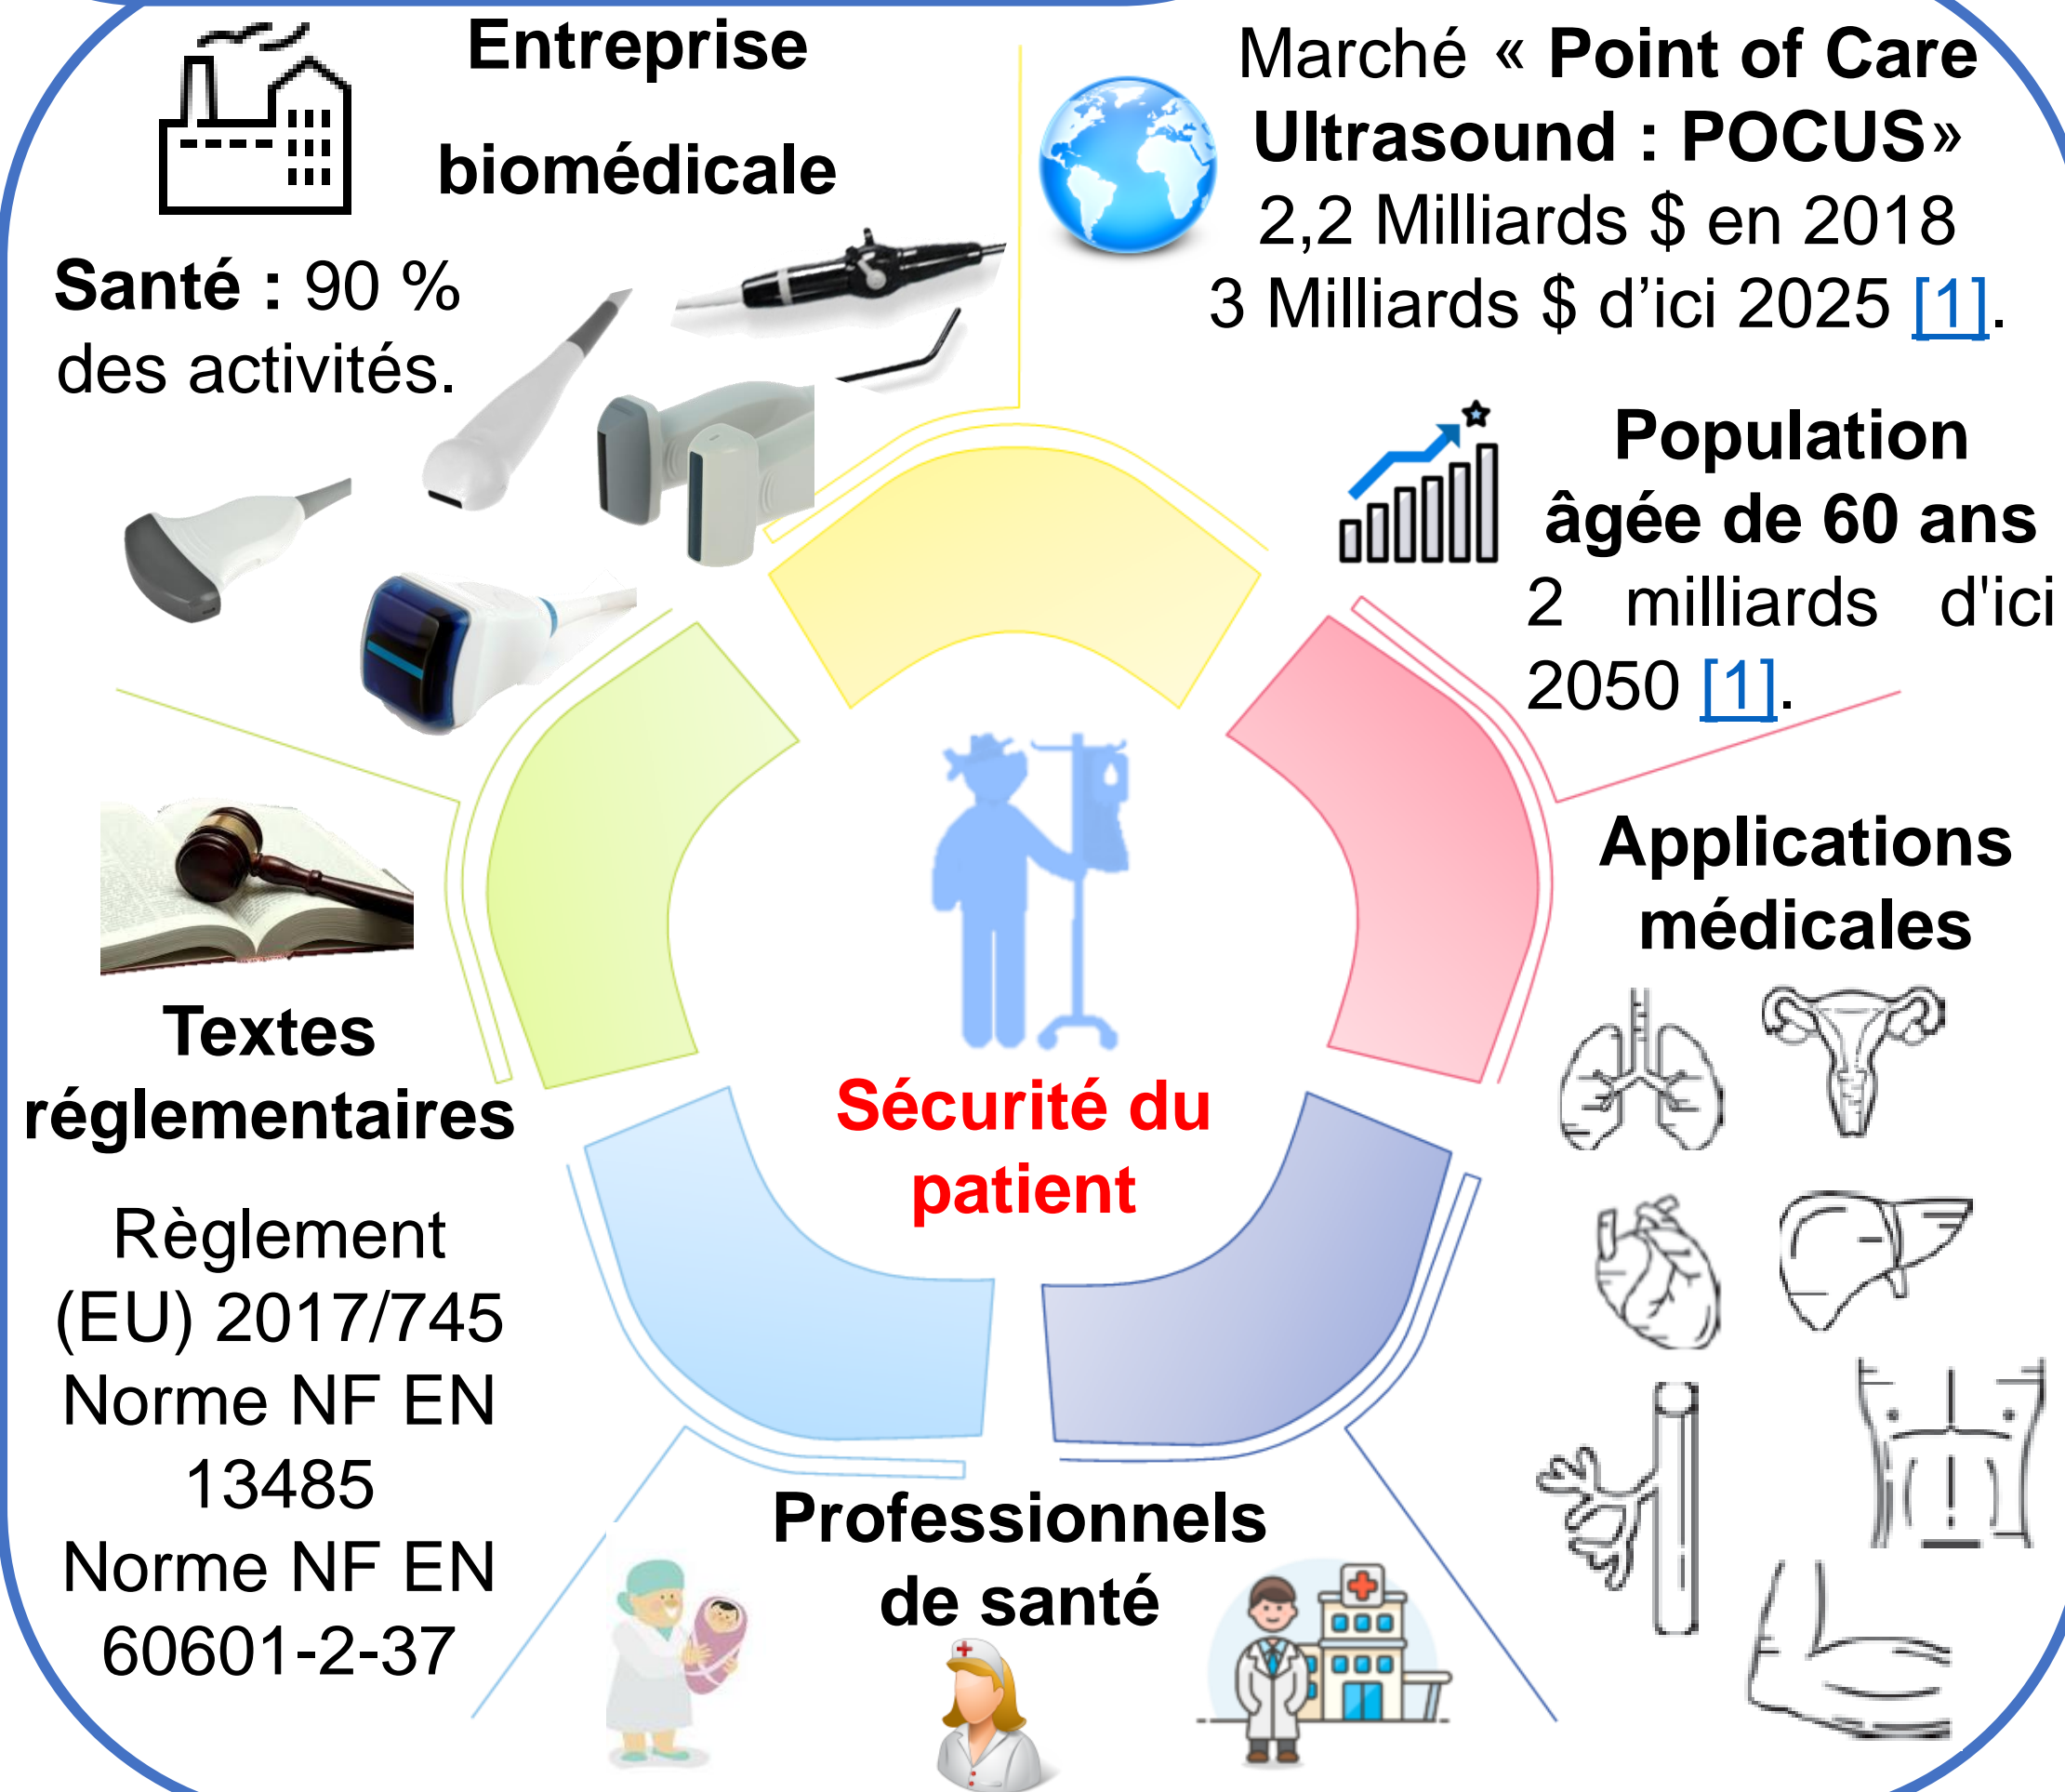 Entreprise
biomédicale
Santé : 90 %
des activités.
Marché « Point of Care
Ultrasound : POCUS»
2,2 Milliards $ en 2018
3 Milliards $ d’ici 2025 [1].
Population
âgée de 60 ans
2 milliards d'ici
2050 [1].
Applications
médicales
Textes
réglementaires
Règlement
(EU) 2017/745
Norme NF EN
13485
Norme NF EN
60601-2-37
Sécurité du
patient
Professionnels
de santé